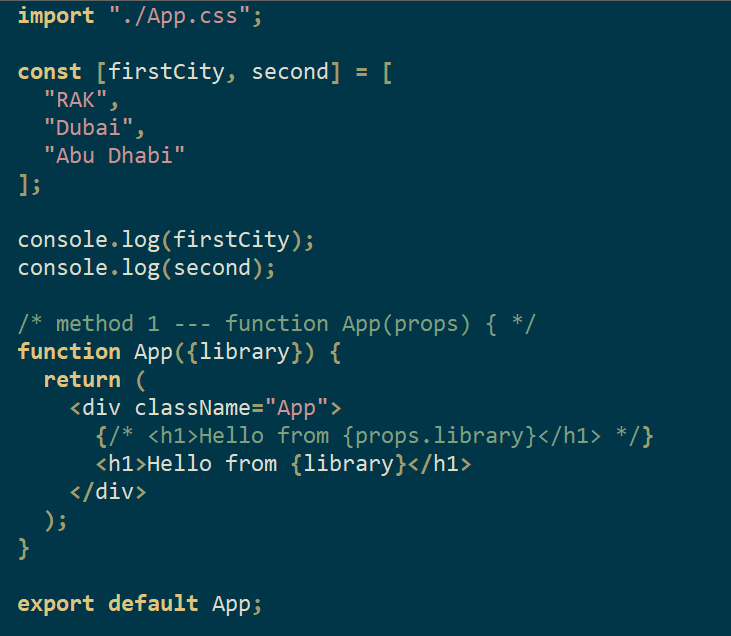 import "./App.css";
const [firstCity, second] = [
"RAK",
"Dubai",
"Abu Dhabi"
];
console.log(firstCity);
console.log(second);
/* method 1 --- function App(props) { */
function App({library}) {
return (
<div className="App">
{/* <h1>Hello from {props.library}</h1> */}
<h1>Hello from {library}</h1>
</div>
);
}
export default App;